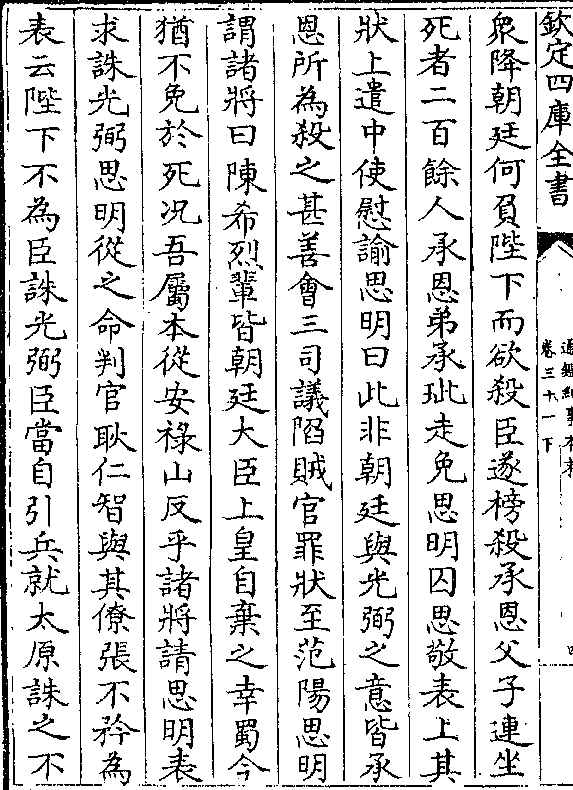 欽定四庫全書
通鑑紀事本末
卷三十一下
四
衆降朝廷何負陛下而欲殺臣遂榜殺承恩父子連坐
死者二百餘人承恩弟承玼走免思明囚思敬表上其
狀上遣中使慰諭思明曰此非朝廷與光弼之意皆承
恩所為殺之甚善會三司議陷賊官罪狀至范陽思明
謂諸將曰陳希烈輩皆朝廷大臣上皇自棄之幸蜀今
猶不免於死况吾屬本從安祿山反乎諸將請思明表
求誅光弼思明從之命判官耿仁智與其僚張不矜為
表云陛下不為臣誅光弼臣當自引兵就太原誅之不